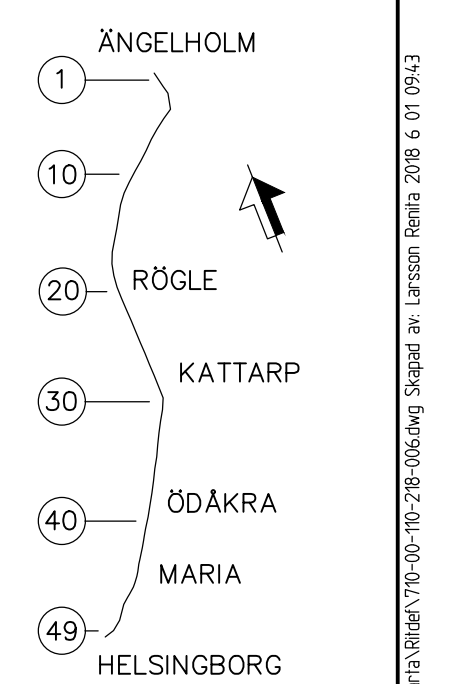 ÄNGELHOLM
1
10
20
RÖGLE
KATTARP
30
ÖDÅKRA
40
MARIA
49
HELSINGBORG
rta\Ritdef\710-00-110-218-006.dwg Skapad av: Larsson Renita 2018 6 01 09:43